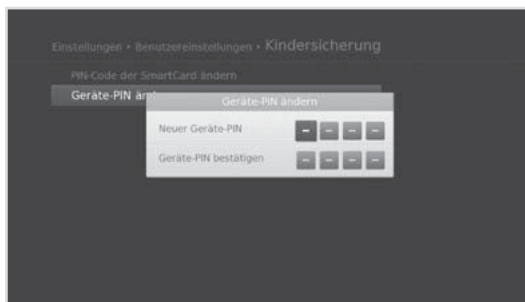 Einstellungen • Benutzereinstellungen • Kindersicherung
PIN-Code der SmartCard ändern
Geräte-PIN än
Geräte-PIN ändern
Neuer Geräte-PIN – – – –
Geräte-PIN bestätigen – – – –